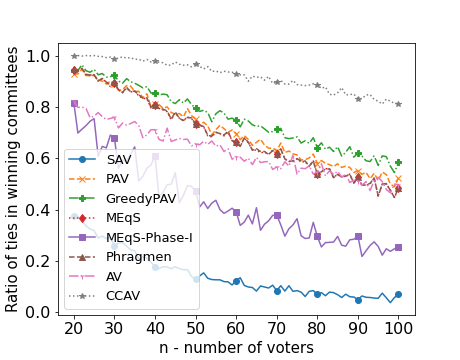 Ratio of ties in winning committees
1.0
0.8
0.6
0.4
0.2
0.0
SAV
PAV
GreedyPAV
MEqS
MEqS-Phase-I
Phragmen
AV
CCAV
20 30 40 50 60 70 80 90 100
n - number of voters